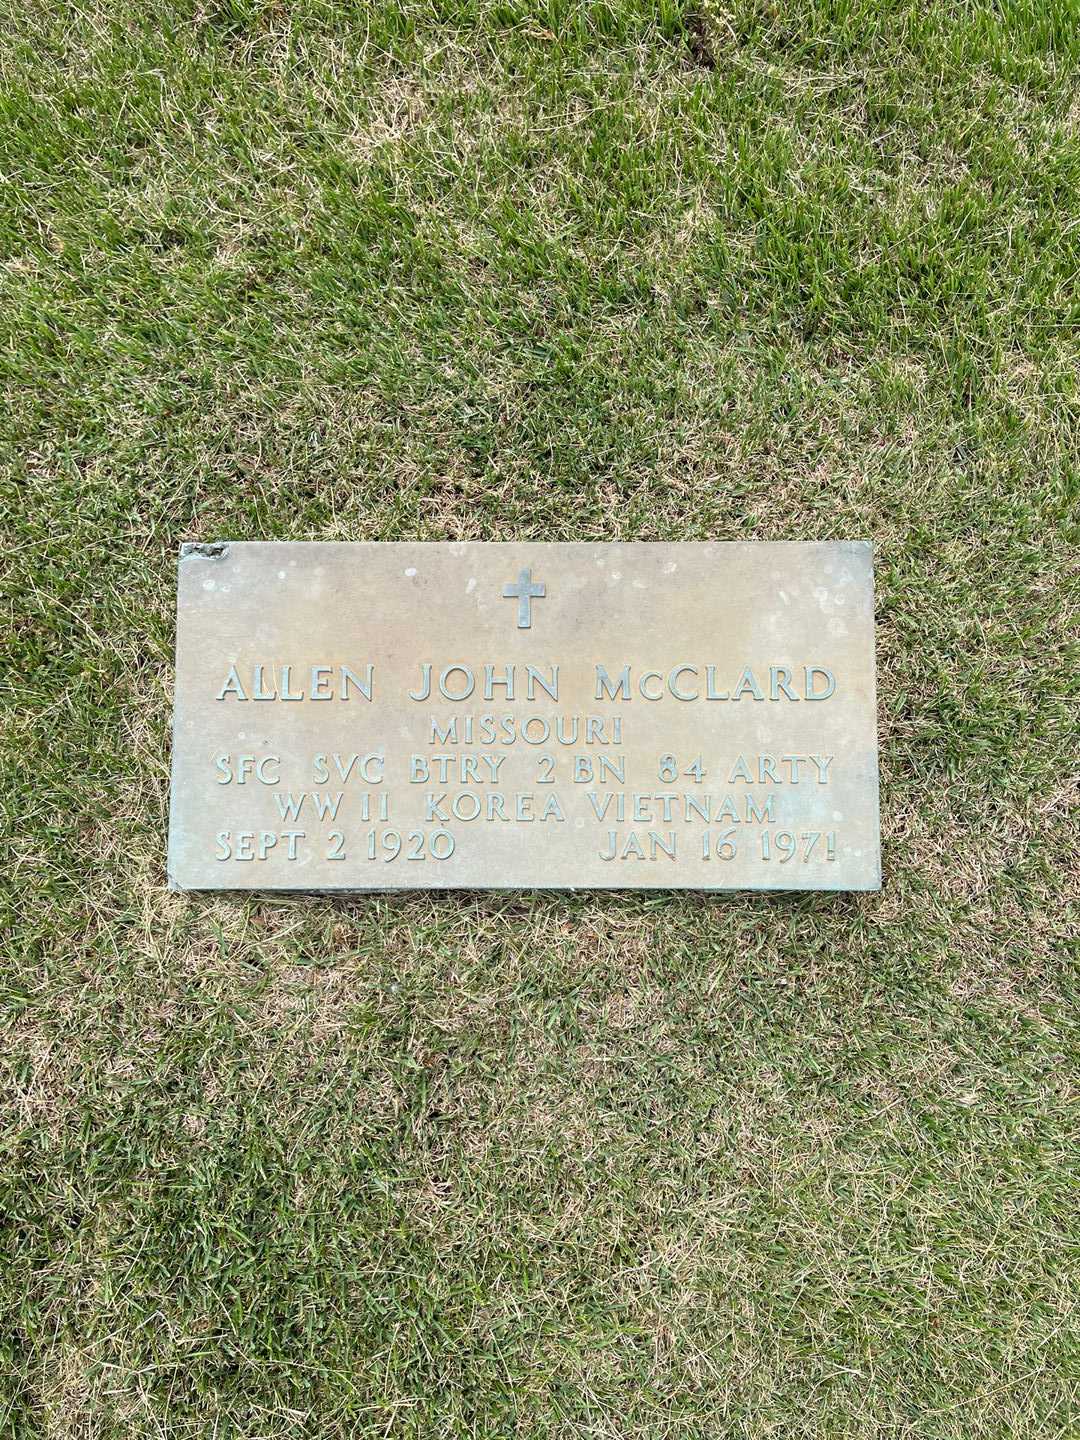 ALLEN JOHN McCLARD
MISSOURI
SFC SVC BTRY 2 BN 84 ARTY
WW II KOREA VIETNAM
SEPT 2 1920 JAN 16 1971